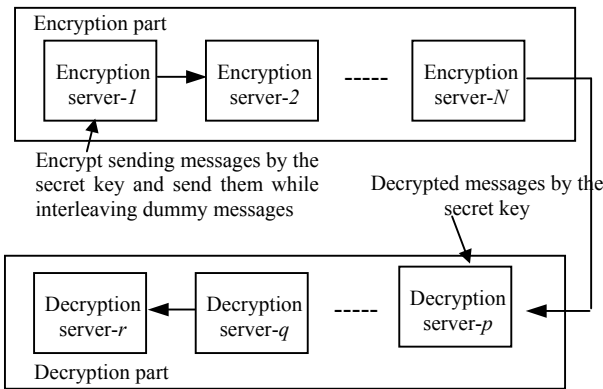 Encryption part
Encryption
server-1
Encryption
server-2
-----
Encryption
server-N
Encrypt sending messages by the
secret key and send them while
interleaving dummy messages
Decrypted messages by the
secret key
Decryption
server-r
Decryption
server-q
-----
Decryption
server-p
Decryption part